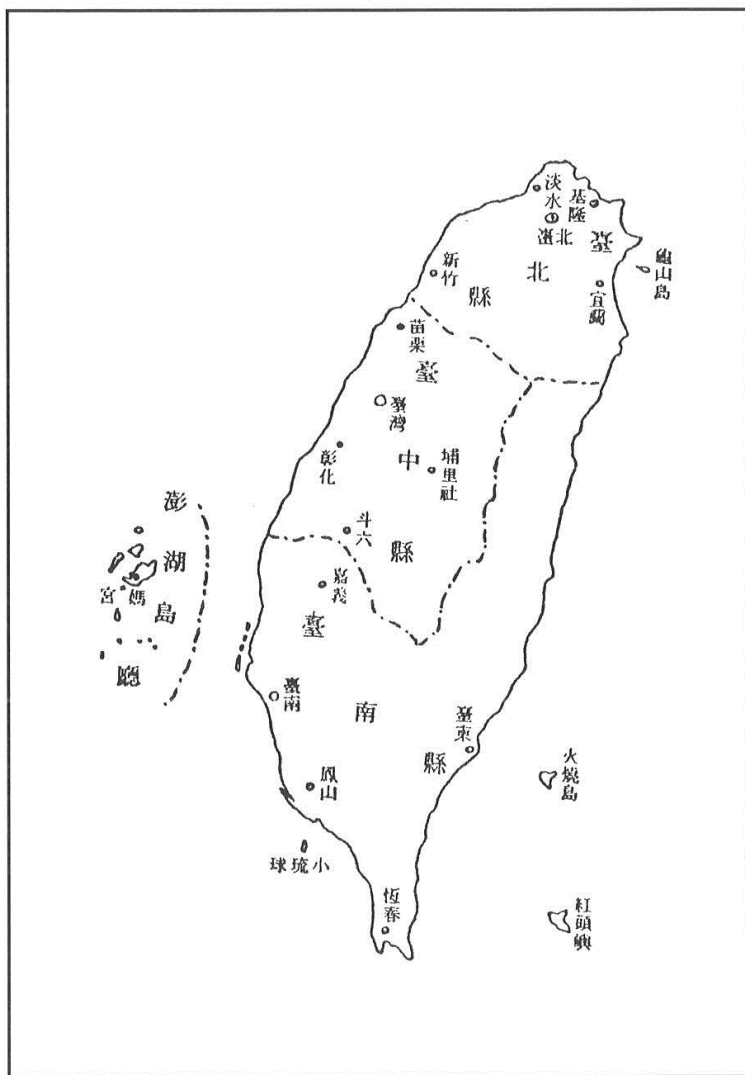 淡水
基隆
臺北
臺北縣
龜山島
宜蘭
新竹
苗栗
臺中縣
臺灣
彰化
埔里社
斗六
嘉義
臺南縣
臺南
臺東
鳳山
小琉球
恆春
火燒島
紅頭嶼
澎湖島廳
媽宮